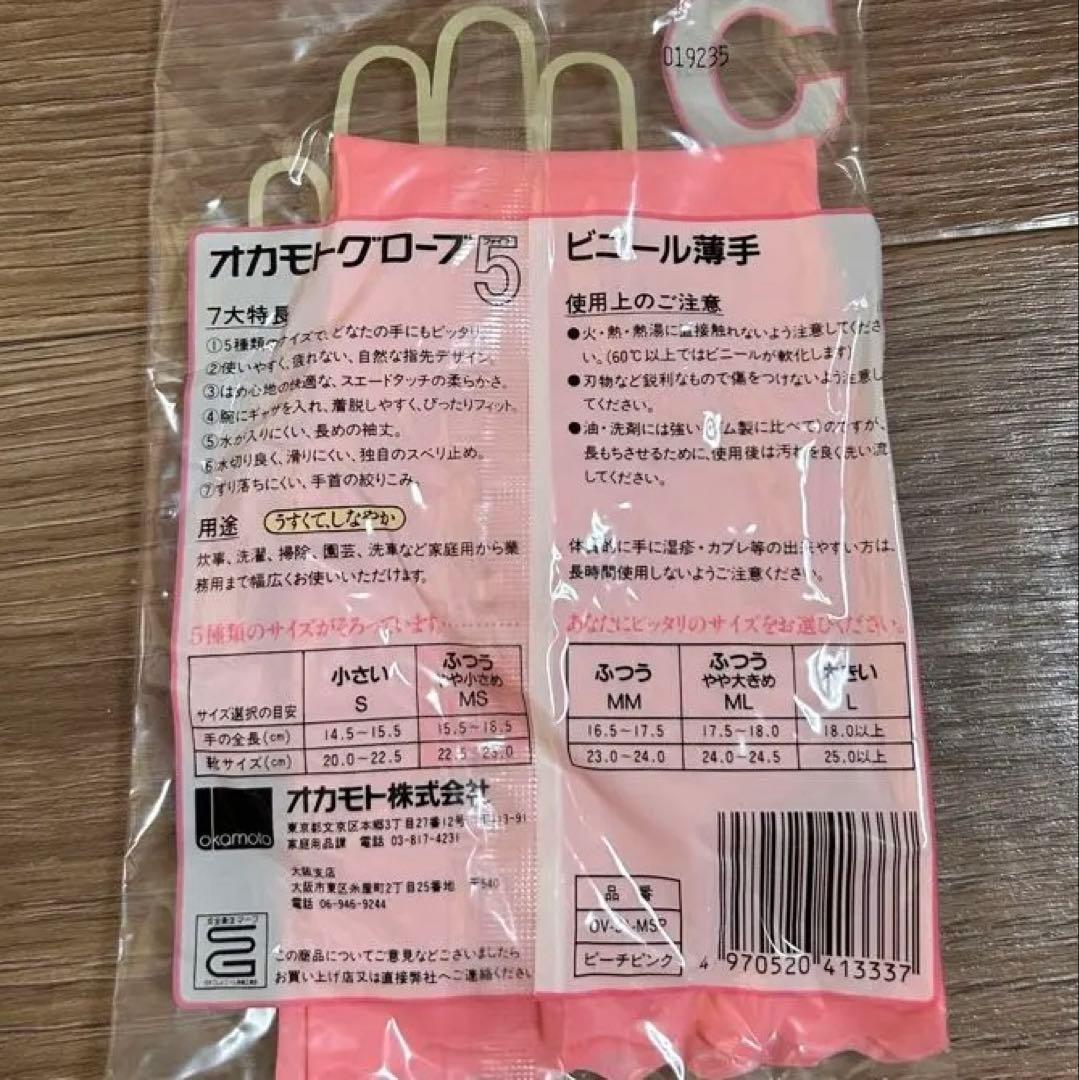 C
019235
オカモトグローブ5
7大特長
①5種類のサイズで、どなたの手にもピッタリ
②使いやすく、疲れない、自然な指先デザイン。
③はめ心地の快適な、スエードタッチの柔らかさ。
④腕にギャザを入れ、着脱しやすく、ぴったりフィット。
⑤水が入りにくい、長めの袖丈。
⑥水切り良く、滑りにくい、独自のスベリ止め。
⑦ずり落ちにくい、手首の絞りこみ。
用途 うすくて、しなやか
炊事、洗濯、掃除、園芸、洗車など家庭用から業
務用まで幅広くお使いいただけます。
5種類のサイズがそろっています。
サイズ選択の目安 小さい S ふつう やや小さめ MS
手の全長(cm) 14.5~15.5 15.5~16.5
靴サイズ(cm) 20.0~22.5 22.5~23.0
okamoto
オカモト株式会社
東京都文京区本郷3丁目27番12号
家庭用品課 電話 03-817-4231
大阪支店
大阪市東区糸屋町2丁目25番地 〒540
電話 06-946-9244
SG
この商品についてご意見などございましたら
お買い上げ店又は直接弊社へご連絡ください
ビニール薄手
使用上のご注意
●火・熱・熱湯に直接触れないよう注意してくださ
い。(60℃以上ではビニールが軟化します)
●刃物など鋭利なもので傷をつけないよう注意し
てください。
●油・洗剤には強い(ゴム製に比べて)のですが、
長もちさせるために、使用後は汚れを良く洗い流
してください。
体質的に手に湿疹・カブレ等の出来やすい方は、
長時間使用しないようご注意ください。
あなたにピッタリのサイズをお選びください。
ふつう MM ふつう やや大きめ ML 大きい L
16.5~17.5 17.5~18.0 18.0以上
23.0~24.0 24.0~24.5 25.0以上
品番
ピーチピンク
4 970520 413337